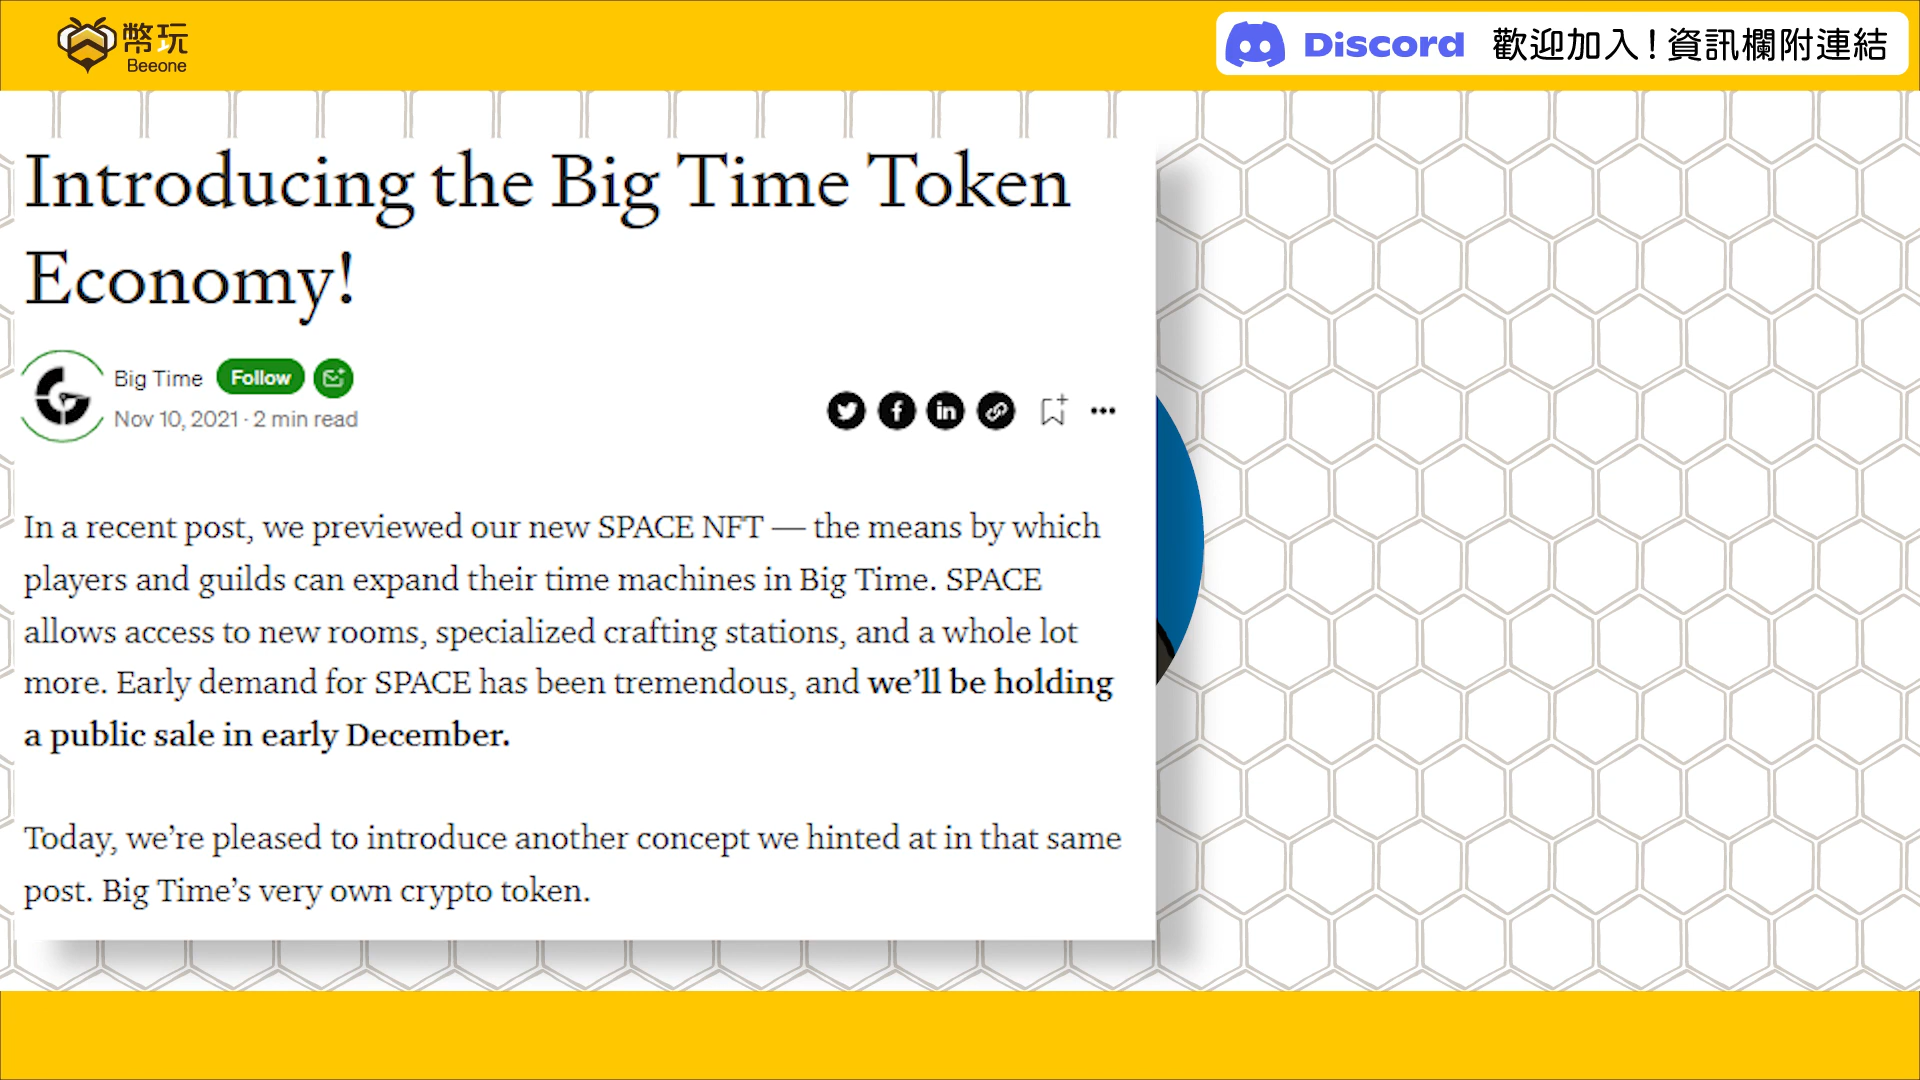 幣玩
Beeone
Discord 歡迎加入！資訊欄附連結
Introducing the Big Time Token
Economy!
Big Time Follow
Nov 10, 2021 · 2 min read
In a recent post, we previewed our new SPACE NFT — the means by which
players and guilds can expand their time machines in Big Time. SPACE
allows access to new rooms, specialized crafting stations, and a whole lot
more. Early demand for SPACE has been tremendous, and we’ll be holding
a public sale in early December.
Today, we’re pleased to introduce another concept we hinted at in that same
post. Big Time’s very own crypto token.